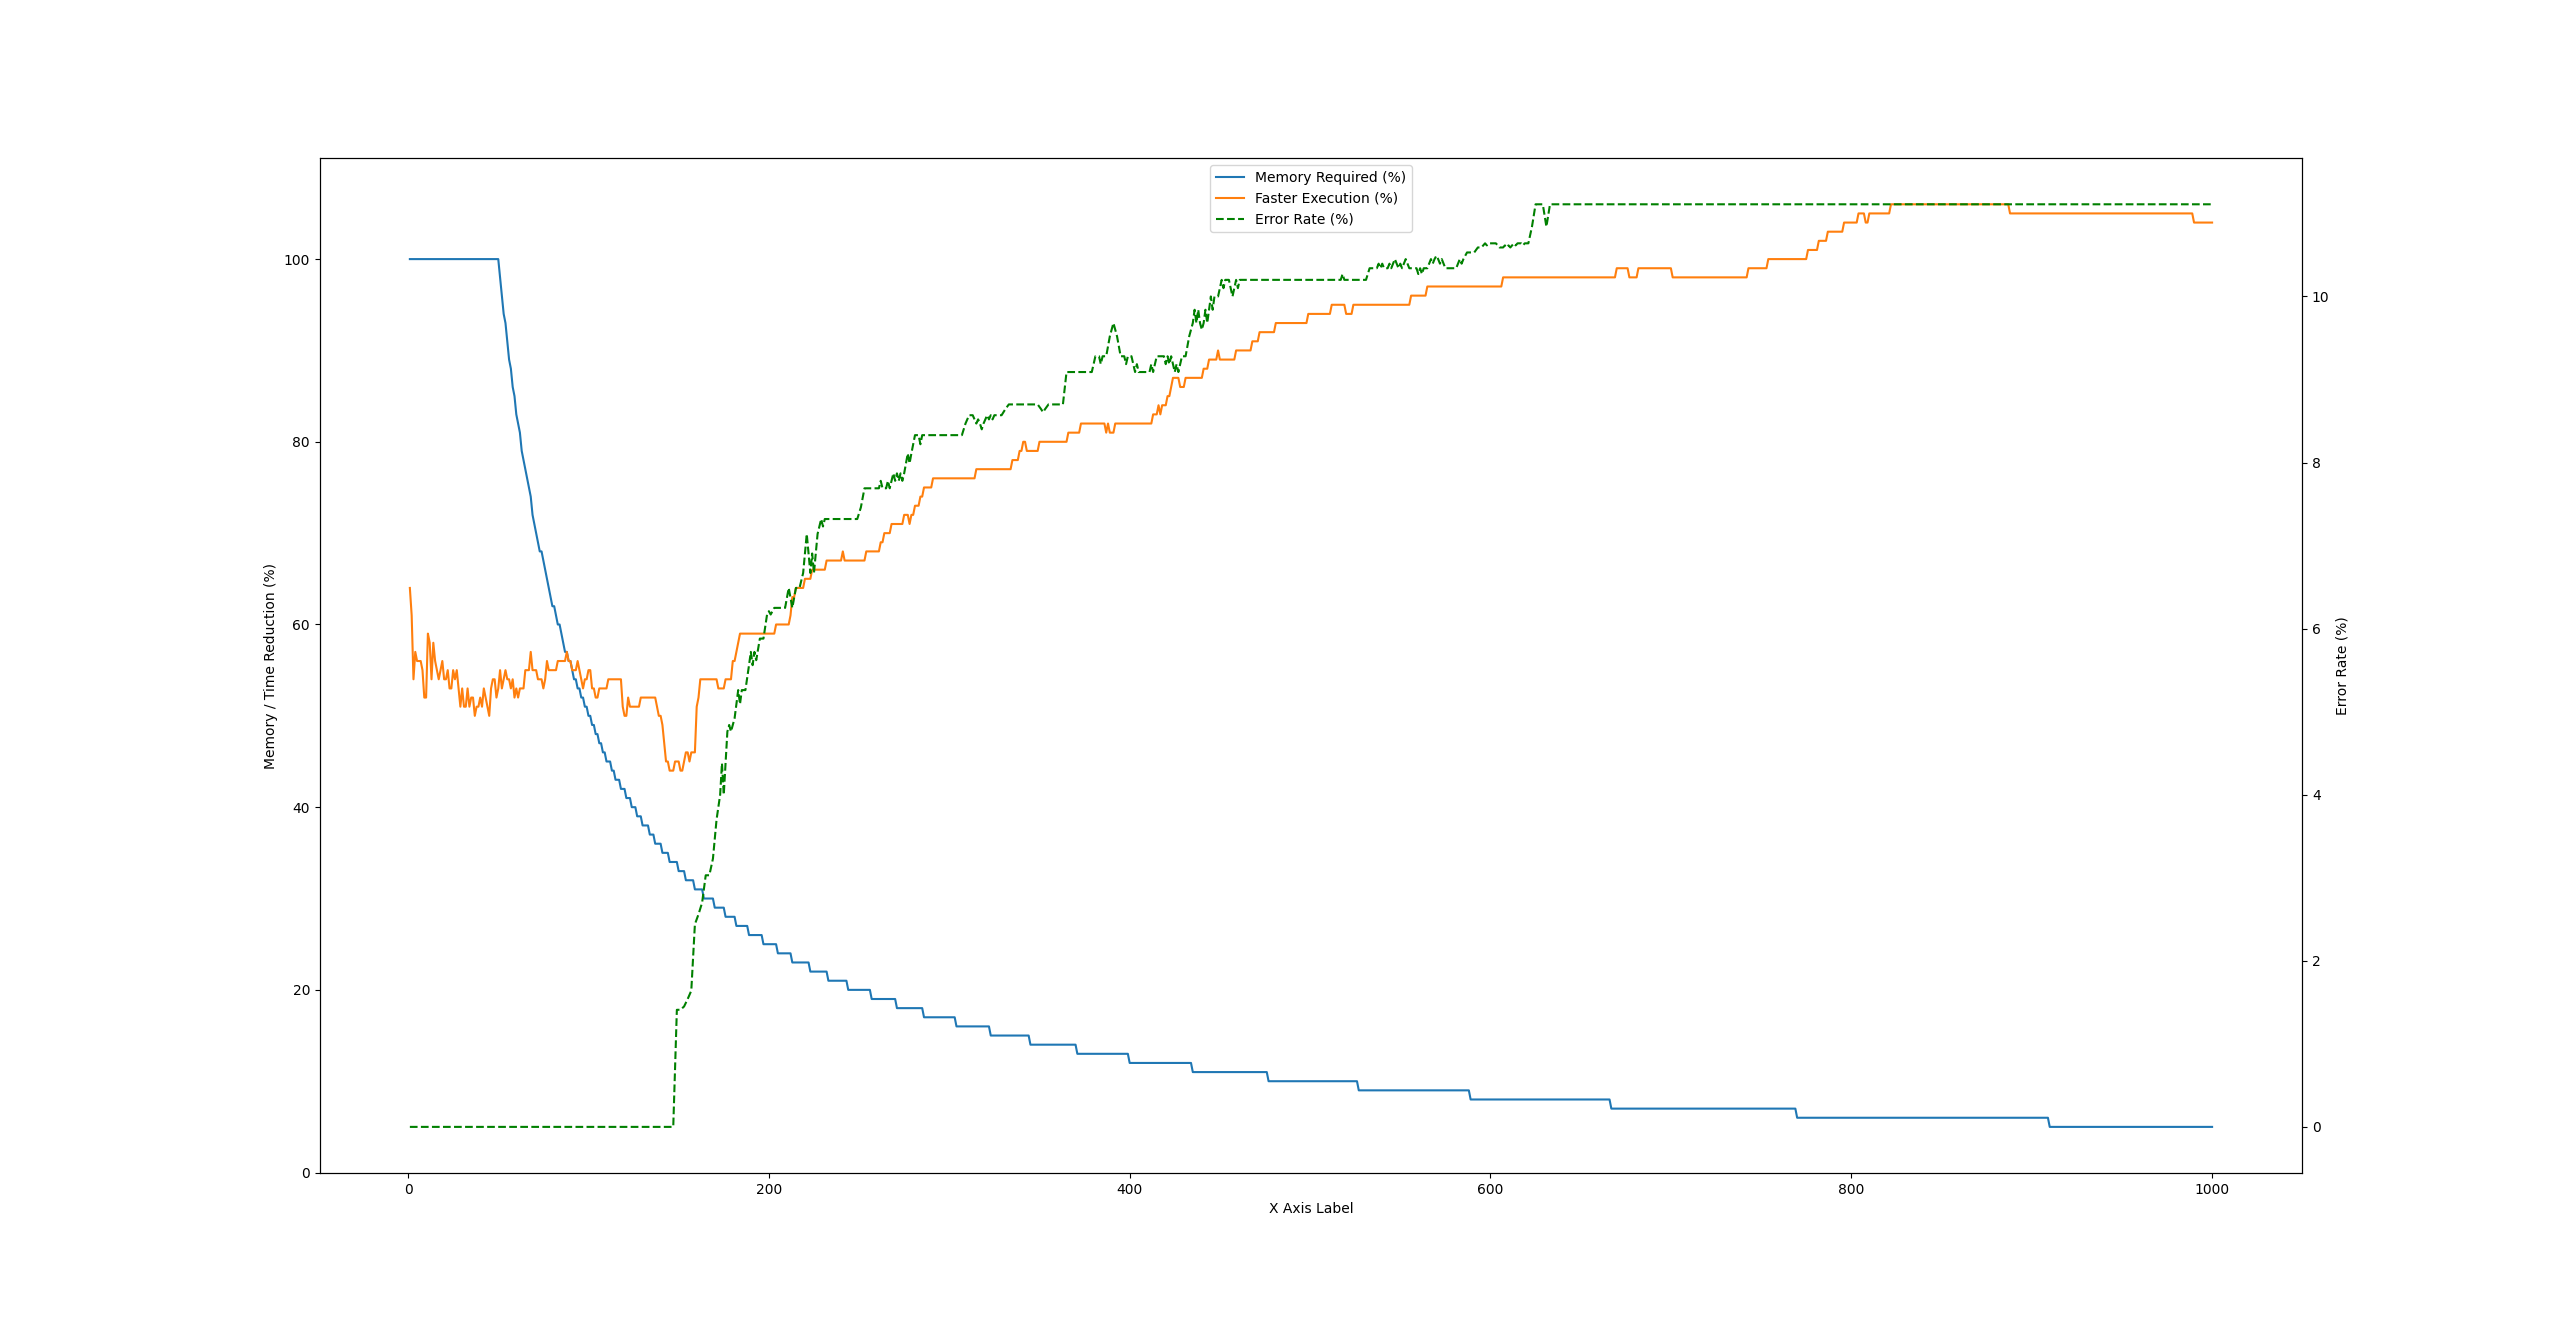 Memory Required (%)
Faster Execution (%)
Error Rate (%)
100
80
60
40
20
0
Memory / Time Reduction (%)
10
8
6
4
2
0
Error Rate (%)
0 200 400 600 800 1000
X Axis Label